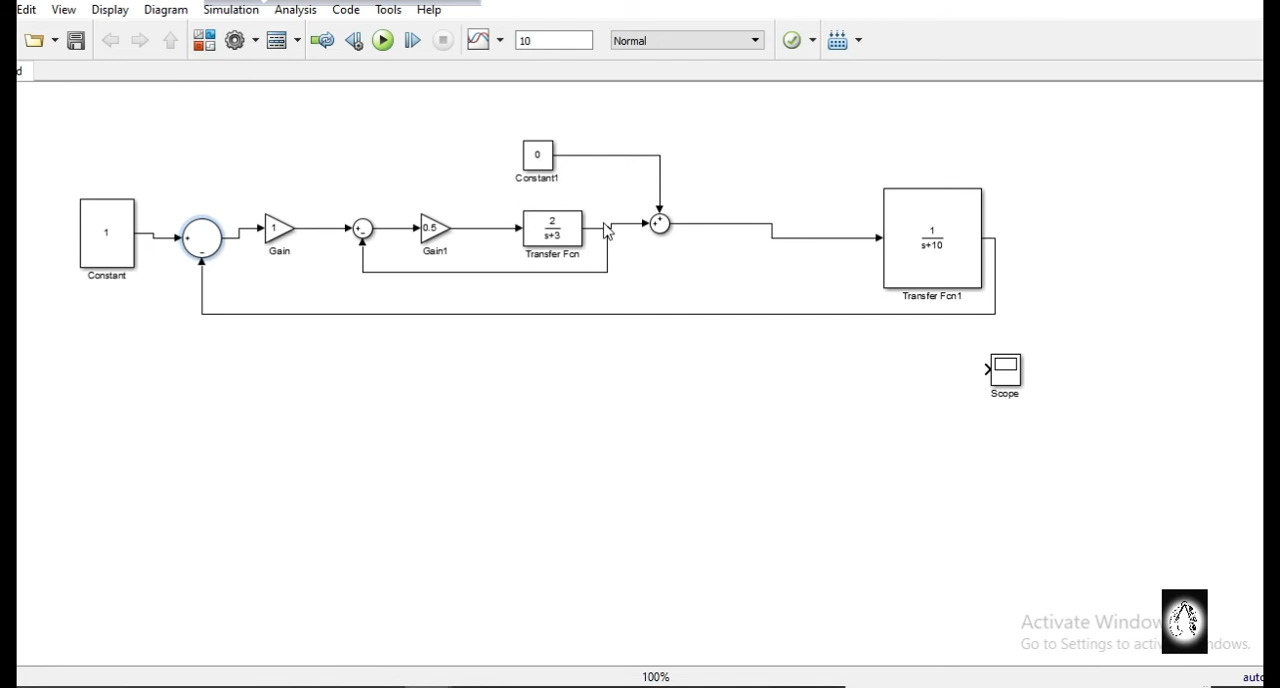 Edit View Display Diagram Simulation Analysis Code Tools Help
10 Normal
d
0
Constant1
1
Constant
1
Gain
0.5
Gain1
2
s+3
Transfer Fcn
1
s+10
Transfer Fcn1
Scope
Activate Window
Go to Settings to activ ndows.
100%
auto